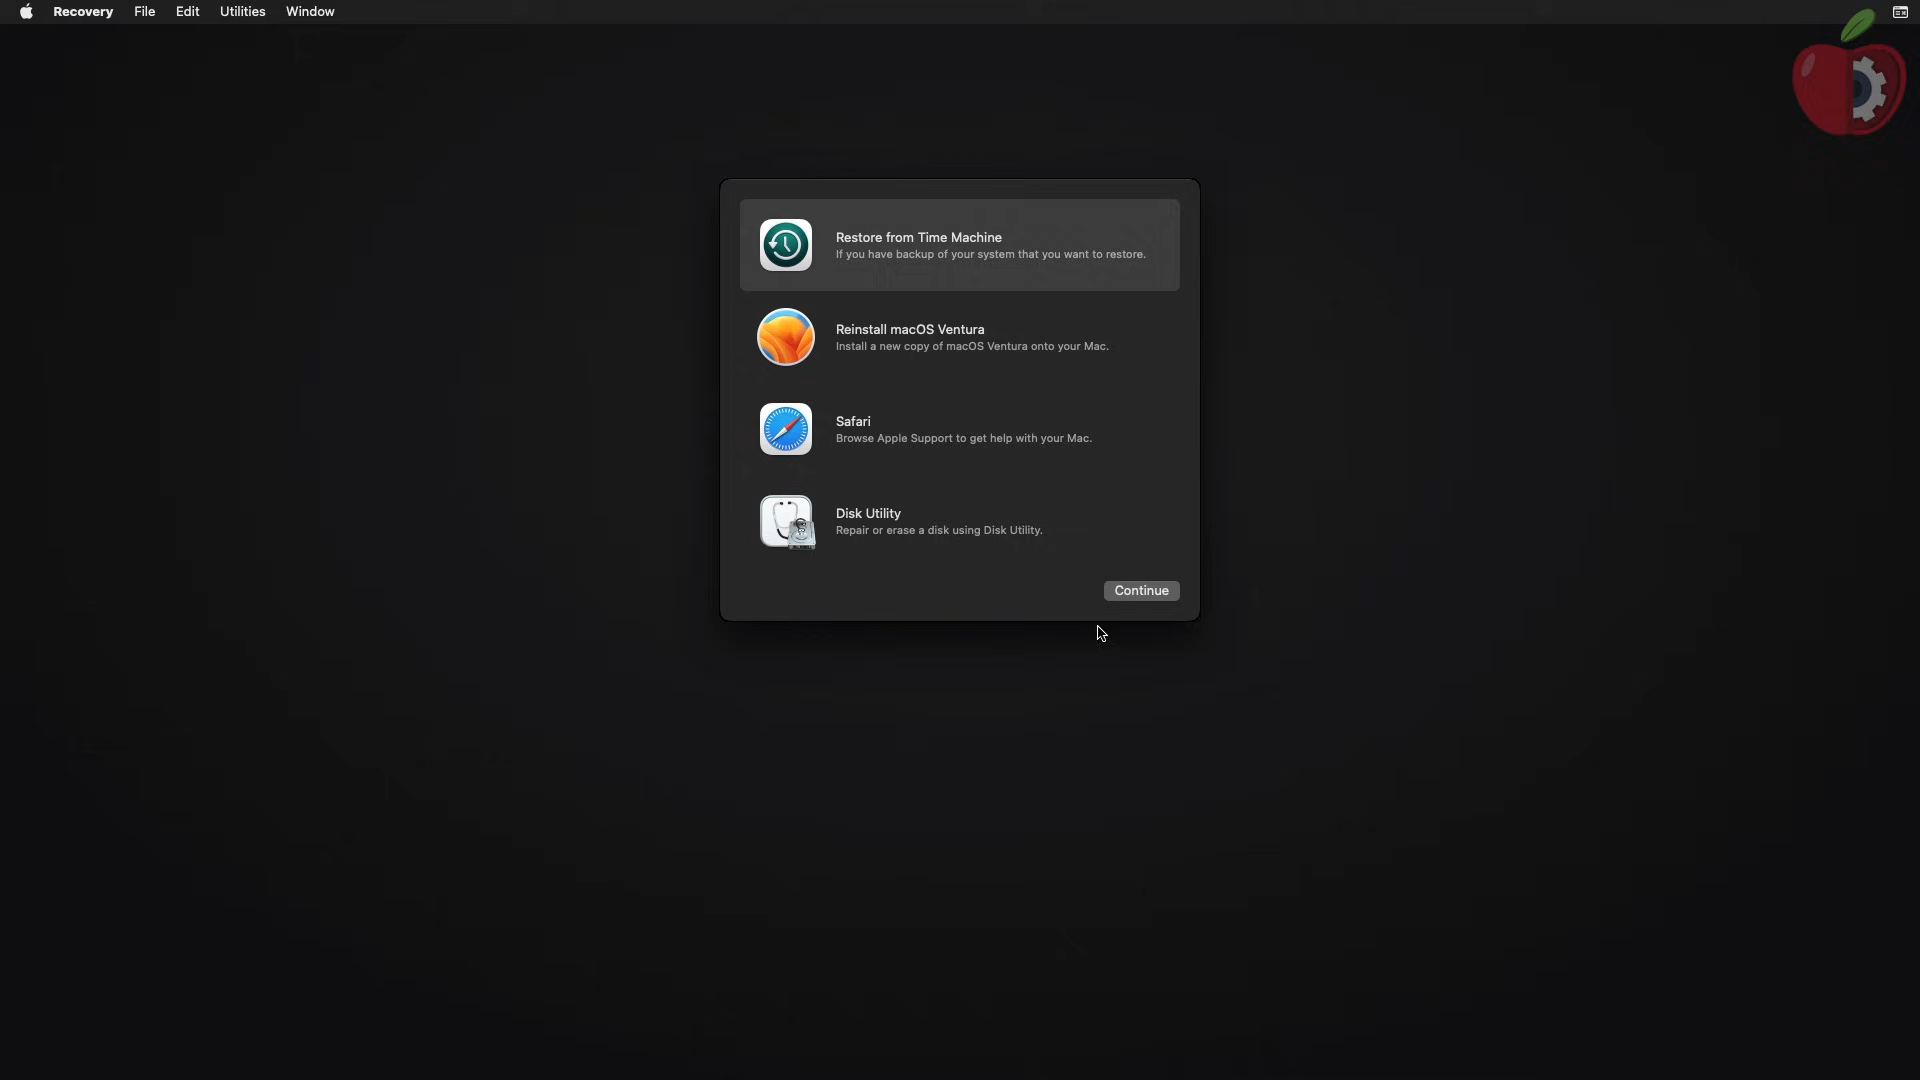 Recovery File Edit Utilities Window
Restore from Time Machine
If you have backup of your system that you want to restore.
Reinstall macOS Ventura
Install a new copy of macOS Ventura onto your Mac.
Safari
Browse Apple Support to get help with your Mac.
Disk Utility
Repair or erase a disk using Disk Utility.
Continue